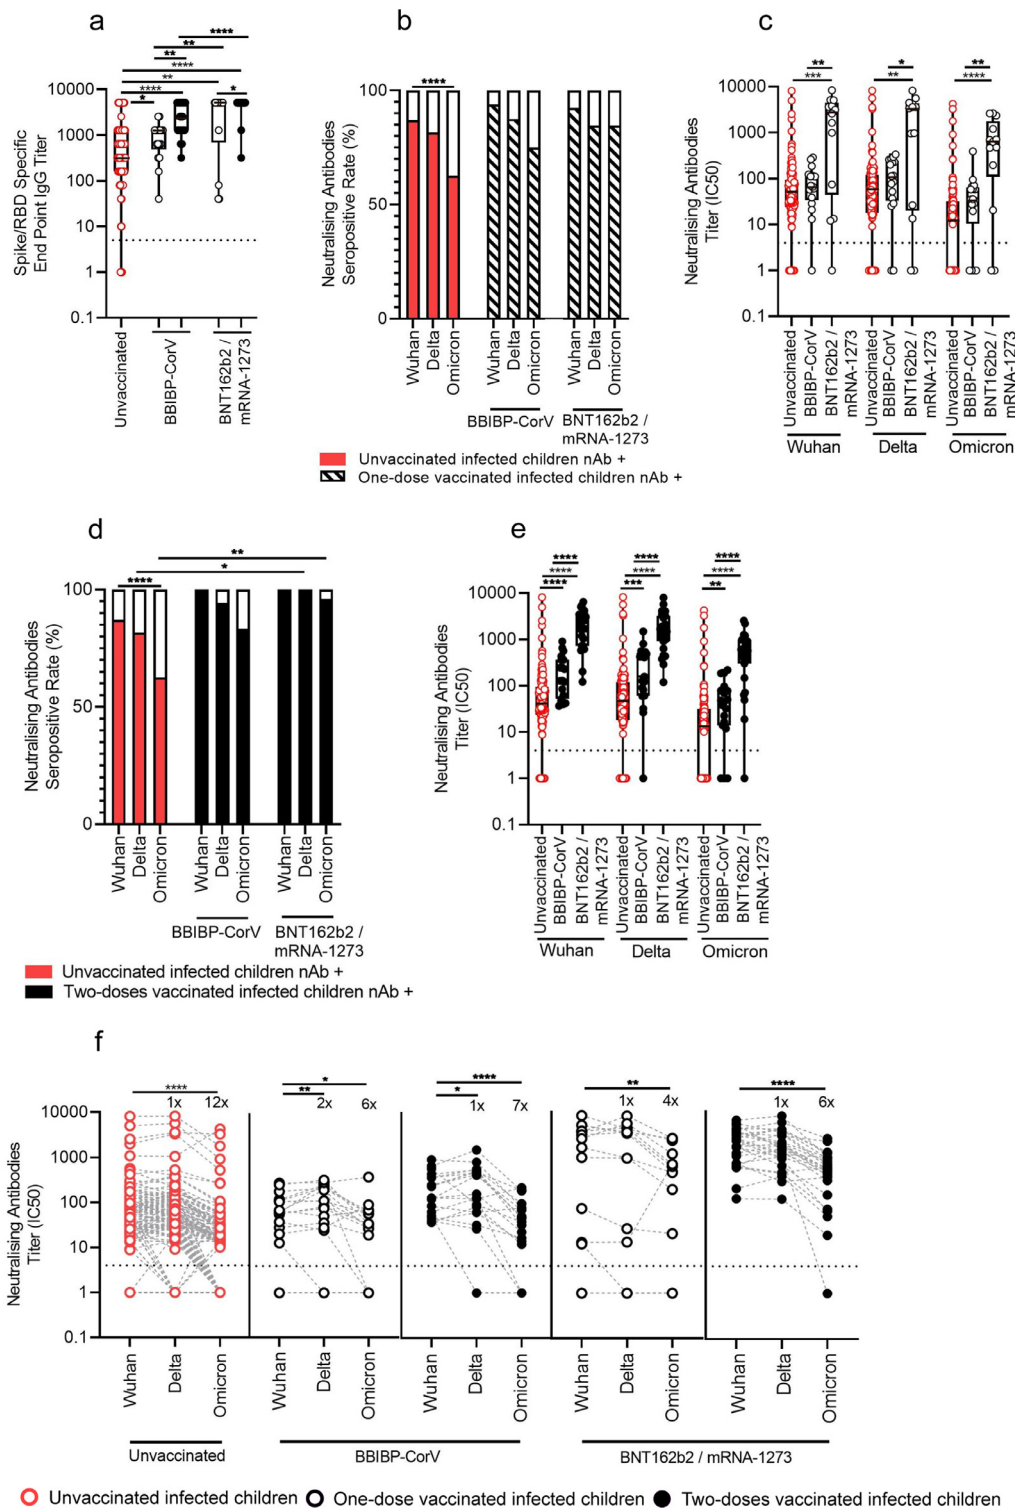 a
b
c
**** 
**
**
****
**
****
*
*
Spike/RBD Specific
End Point IgG Titer
10000
1000
100
10
1
0.1
Unvaccinated
BBIBP-CorV
BNT162b2 /
mRNA-1273
****
Neutralising Antibodies
Seropositive Rate (%)
100
50
0
Wuhan
Delta
Omicron
Wuhan
Delta
Omicron
Wuhan
Delta
Omicron
BBIBP-CorV
BNT162b2 /
mRNA-1273
Unvaccinated infected children nAb +
One-dose vaccinated infected children nAb +
**
***
*
**
**
****
Neutralising Antibodies
Titer (IC50)
10000
1000
100
10
1
0.1
Unvaccinated
BBIBP-CorV
BNT162b2 /
mRNA-1273
Unvaccinated
BBIBP-CorV
BNT162b2 /
mRNA-1273
Unvaccinated
BBIBP-CorV
BNT162b2 /
mRNA-1273
Wuhan
Delta
Omicron
d
e
**
*
****
Neutralising Antibodies
Seropositive Rate (%)
100
50
0
Wuhan
Delta
Omicron
Wuhan
Delta
Omicron
Wuhan
Delta
Omicron
BBIBP-CorV
BNT162b2 /
mRNA-1273
Unvaccinated infected children nAb +
Two-doses vaccinated infected children nAb +
****
****
****
****
****
***
****
****
**
Neutralising Antibodies
Titer (IC50)
10000
1000
100
10
1
0.1
Unvaccinated
BBIBP-CorV
BNT162b2 /
mRNA-1273
Unvaccinated
BBIBP-CorV
BNT162b2 /
mRNA-1273
Unvaccinated
BBIBP-CorV
BNT162b2 /
mRNA-1273
Wuhan
Delta
Omicron
f
****
1x 12x
*
**
2x 6x
****
*
1x 7x
**
1x 4x
****
1x 6x
Neutralising Antibodies
Titer (IC50)
10000
1000
100
10
1
0.1
Wuhan
Delta
Omicron
Wuhan
Delta
Omicron
Wuhan
Delta
Omicron
Wuhan
Delta
Omicron
Wuhan
Delta
Omicron
Unvaccinated
BBIBP-CorV
BNT162b2 / mRNA-1273
Unvaccinated infected children
One-dose vaccinated infected children
Two-doses vaccinated infected children